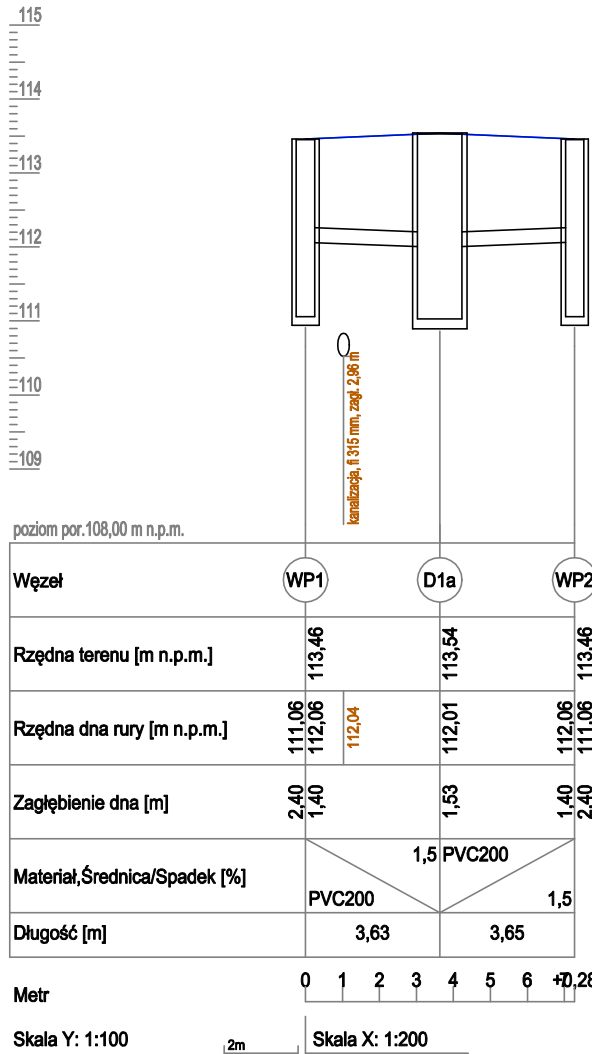 115
114
113
112
111
110
109
kanalizacja, fi 315 mm, zagł. 2,96 m
poziom por.108,00 m n.p.m.
Węzeł WP1 D1a WP2
Rzędna terenu [m n.p.m.] 113,46 113,54 113,46
Rzędna dna rury [m n.p.m.] 111,06 112,06 112,04 112,01 112,06 111,06
Zagłębienie dna [m] 2,40 1,40 1,53 1,40 2,40
Materiał,Średnica/Spadek [%] PVC200 1,5 PVC200 1,5
Długość [m] 3,63 3,65
Metr 0 1 2 3 4 5 6 7 +0,28
Skala Y: 1:100 2m Skala X: 1:200